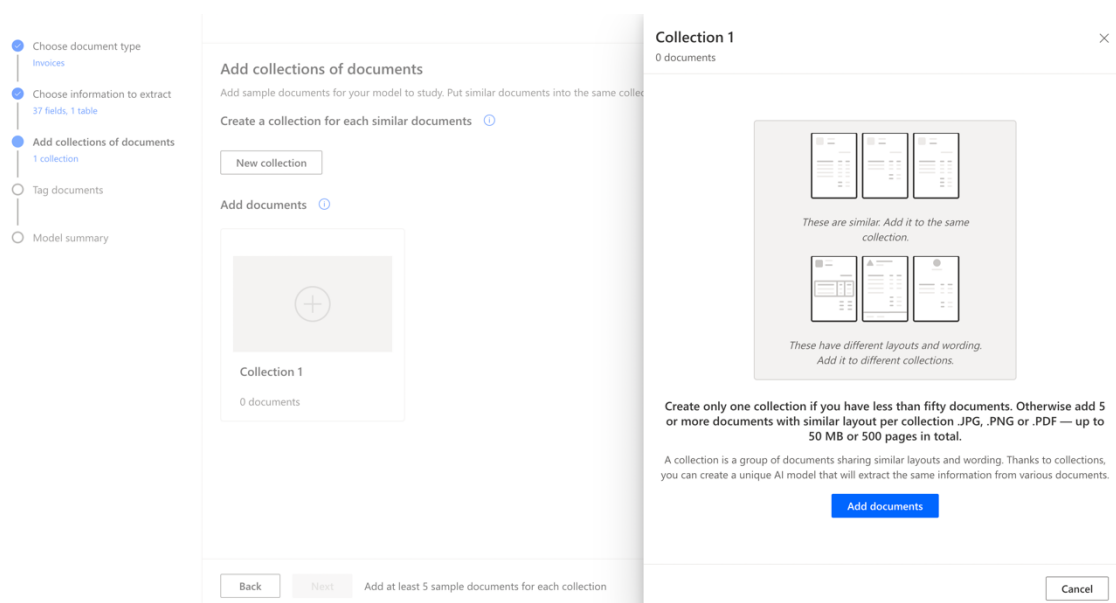 Choose document type
Invoices
Choose information to extract
37 fields, 1 table
Add collections of documents
1 collection
Tag documents
Model summary
Add collections of documents
Add sample documents for your model to study. Put similar documents into the same
Create a collection for each similar documents
New collection
Add documents
Collection 1
0 documents
Back
Next
Add at least 5 sample documents for each collection
Collection 1
0 documents
These are similar. Add it to the same
collection.
These have different layouts and wording.
Add it to different collections.
Create only one collection if you have less than fifty documents. Otherwise add 5
or more documents with similar layout per collection .JPG, .PNG or .PDF — up to
50 MB or 500 pages in total.
A collection is a group of documents sharing similar layouts and wording. Thanks to collections,
you can create a unique AI model that will extract the same information from various documents.
Add documents
Cancel